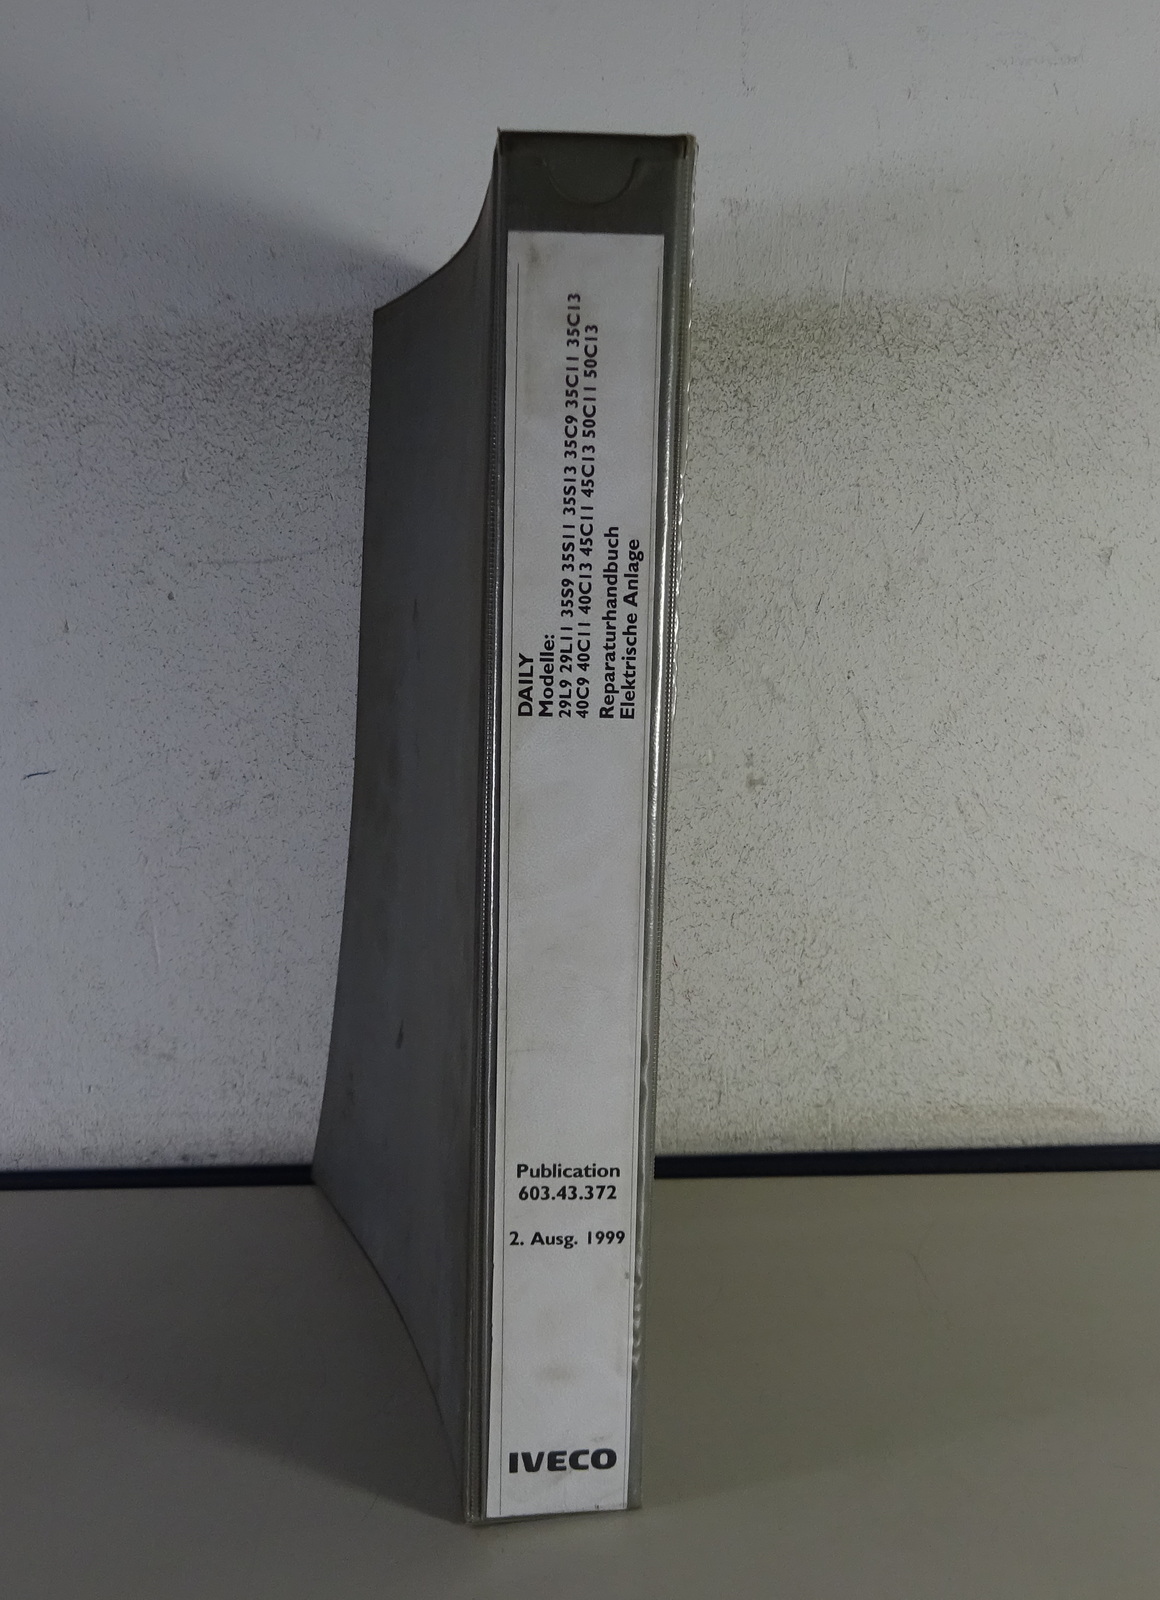 DAILY
Modelle:
29L9 29L11 35S9 35S11 35S13 35C9 35C11 35C13
40C9 40C11 40C13 45C11 45C13 50C11 50C13
Reparaturhandbuch
Elektrische Anlage
Publication
603.43.372
2. Ausg. 1999
IVECO